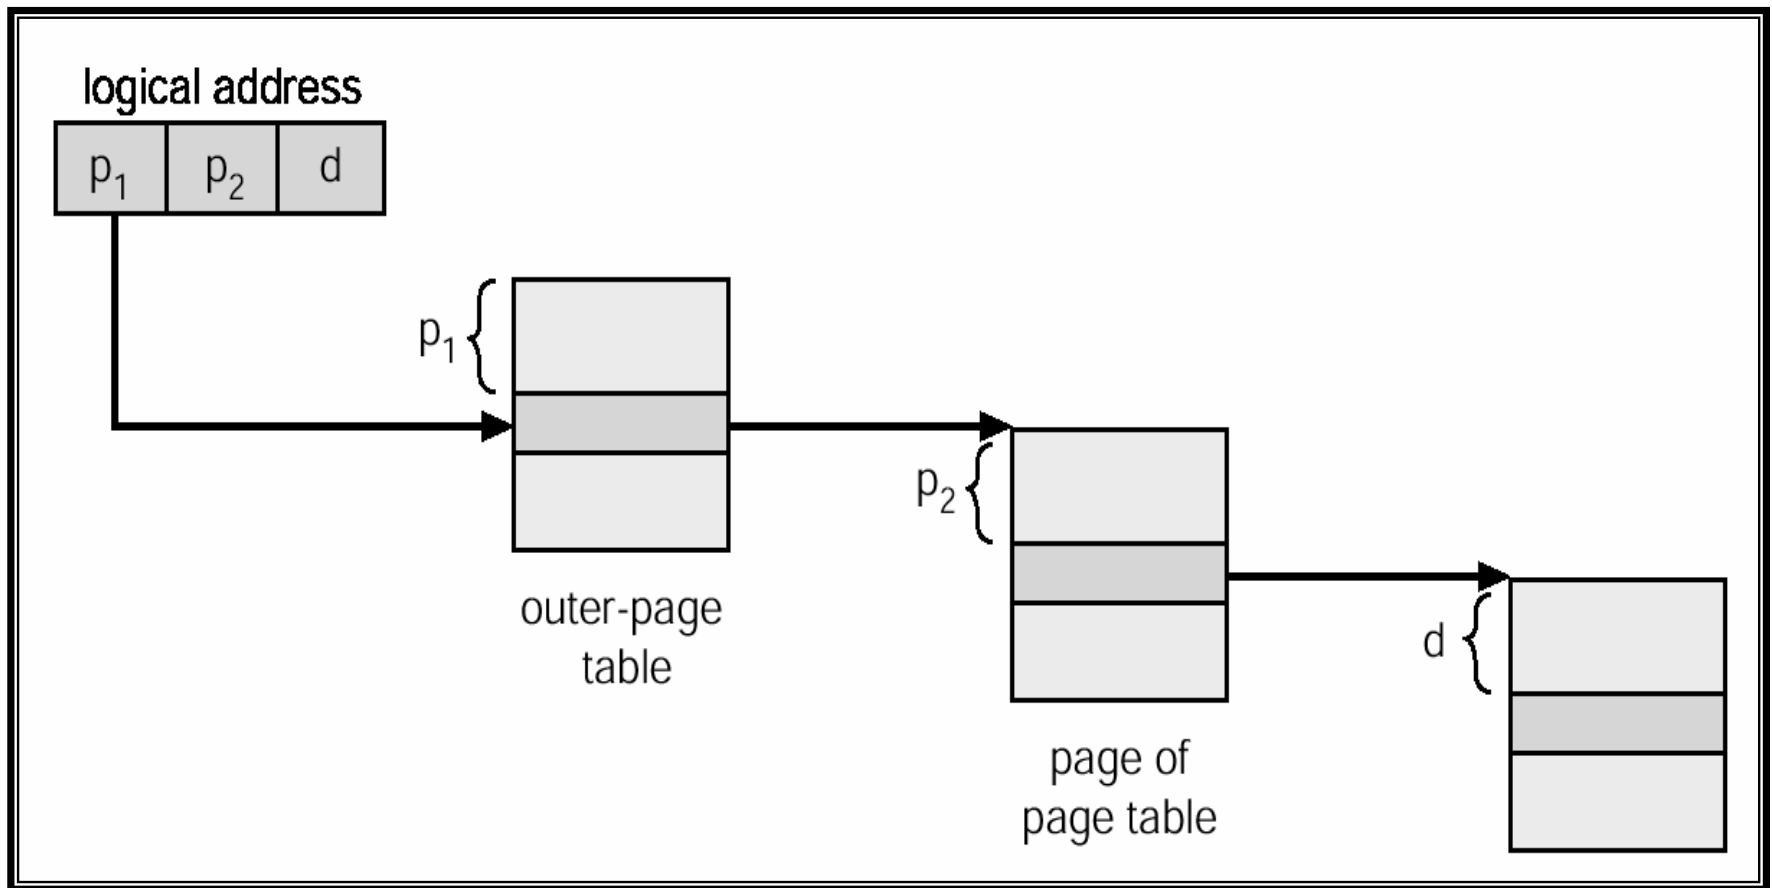 logical address
p₁ p₂ d
p₁
outer-page
table
p₂
page of
page table
d